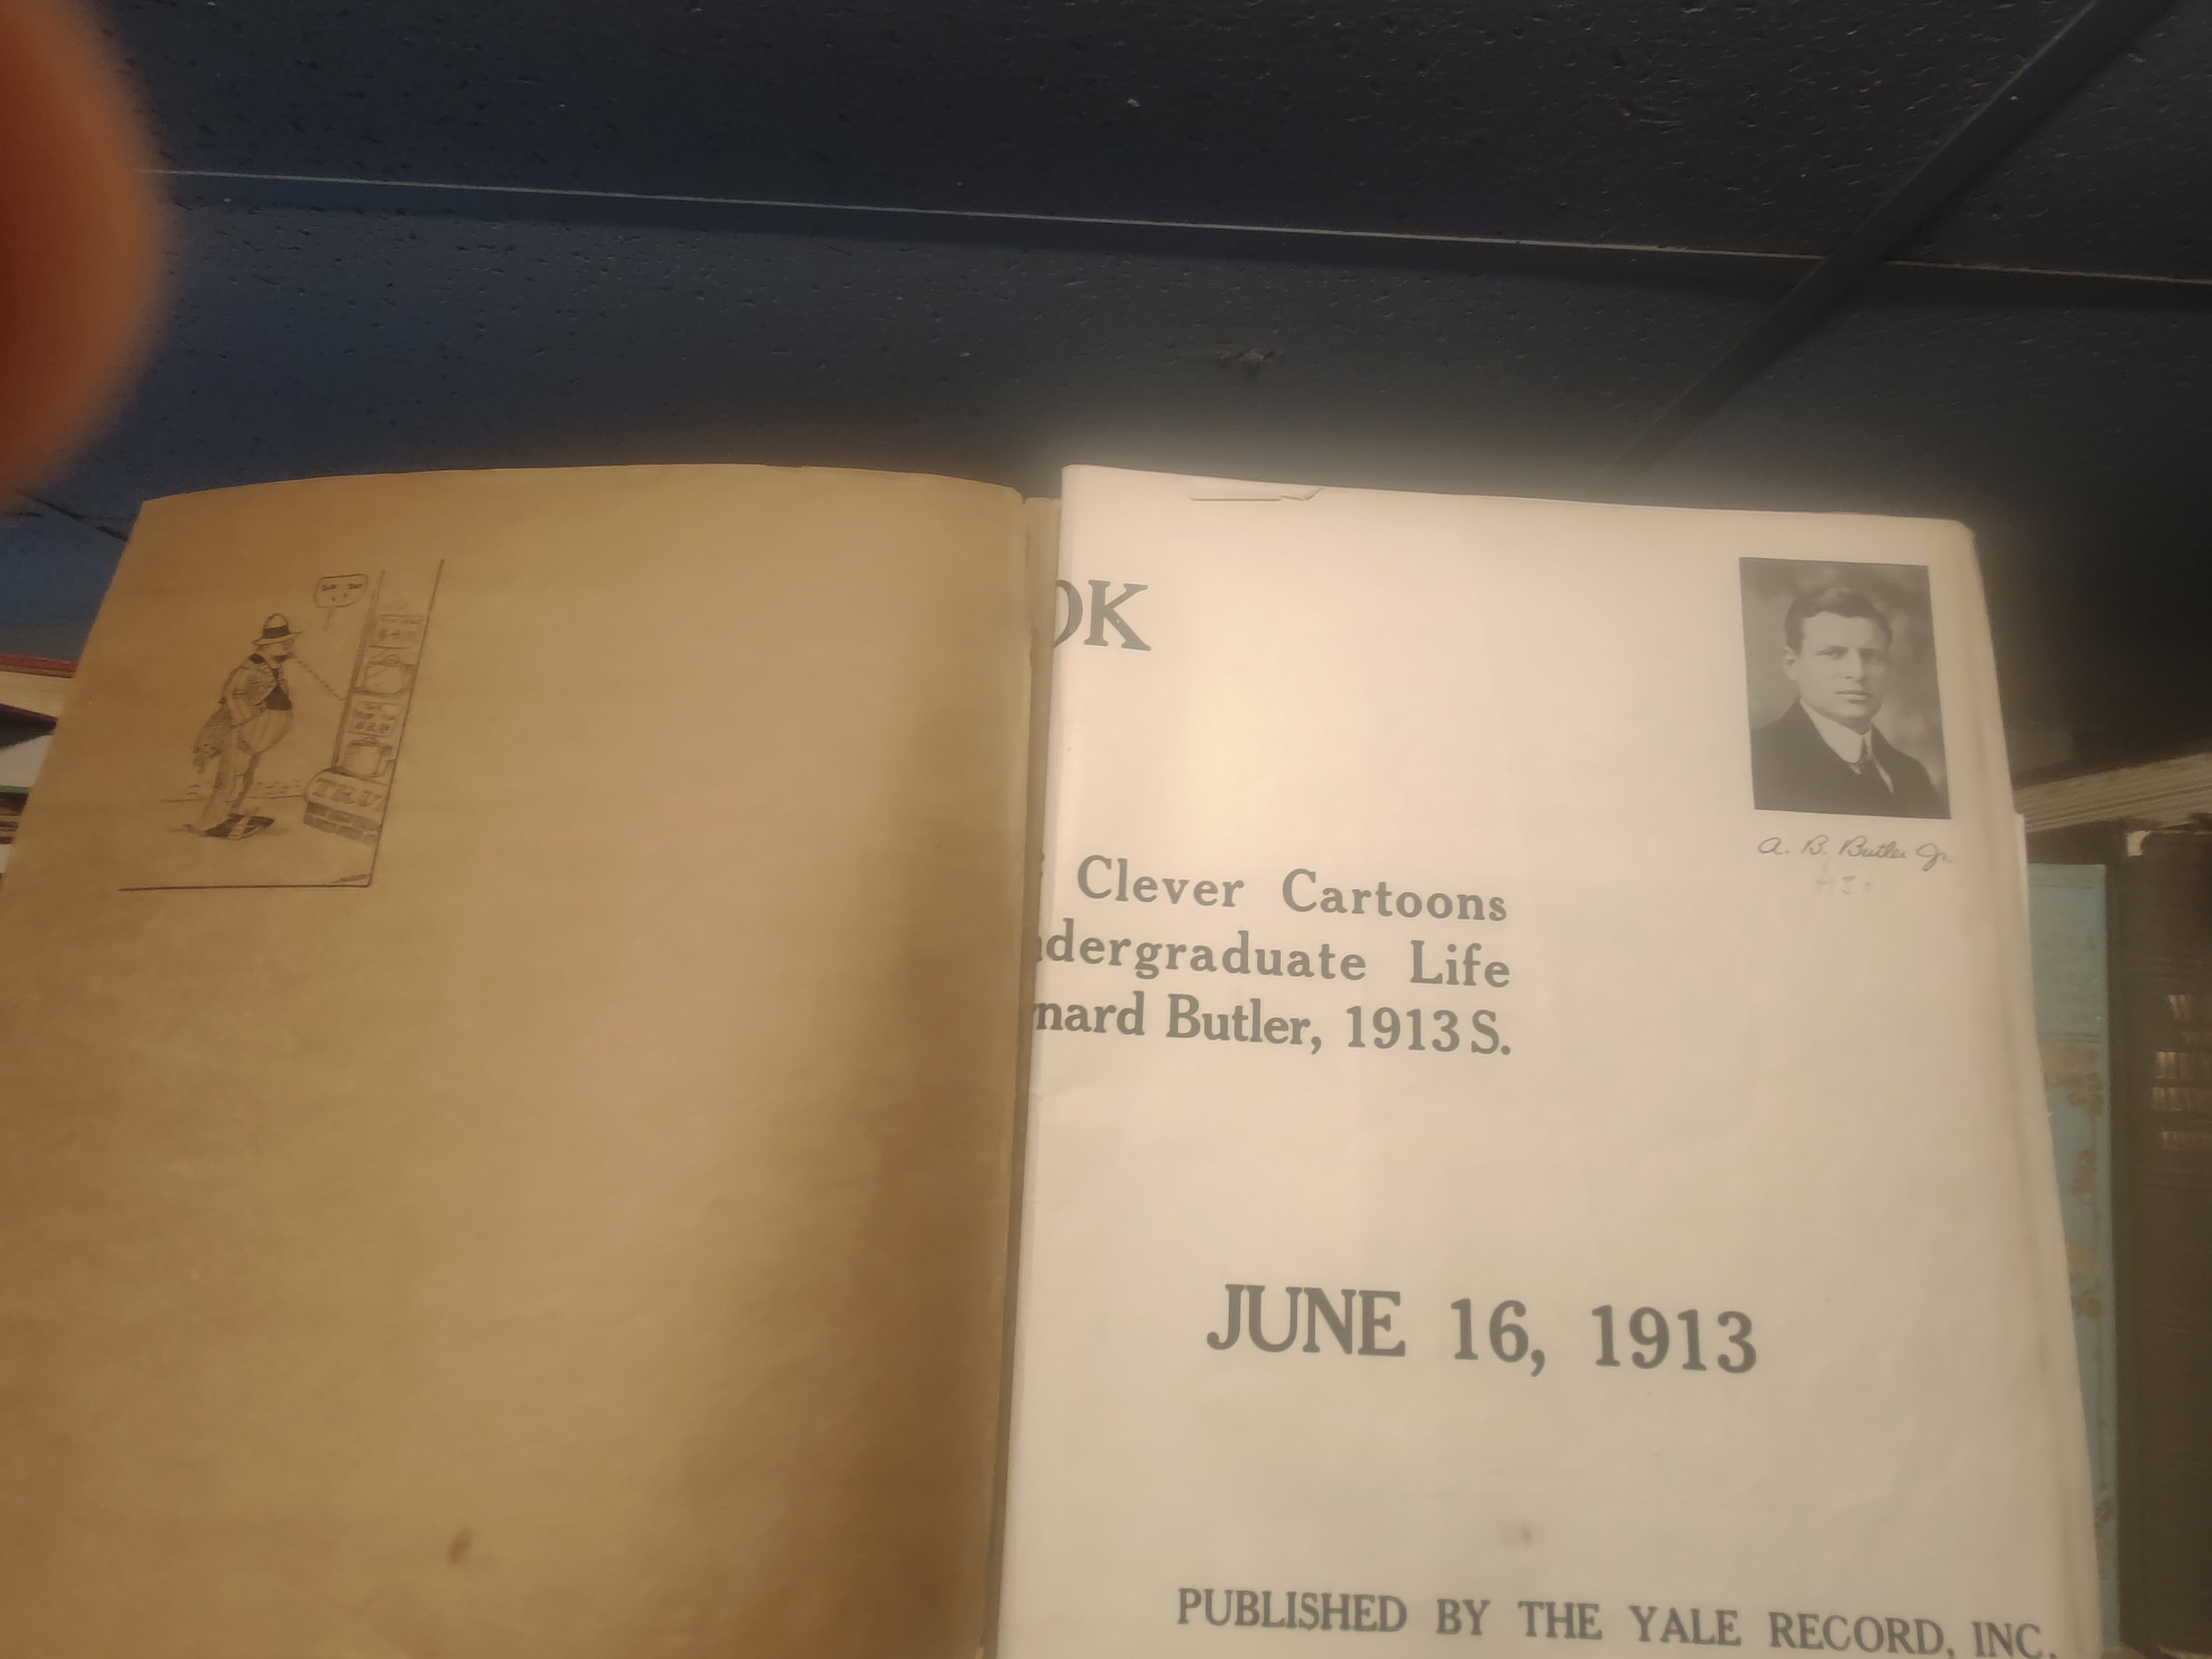 TRU
OK
Clever Cartoons
dergraduate Life
nard Butler, 1913 S.
A. B. Butler Jr.
JUNE 16, 1913
PUBLISHED BY THE YALE RECORD, INC.